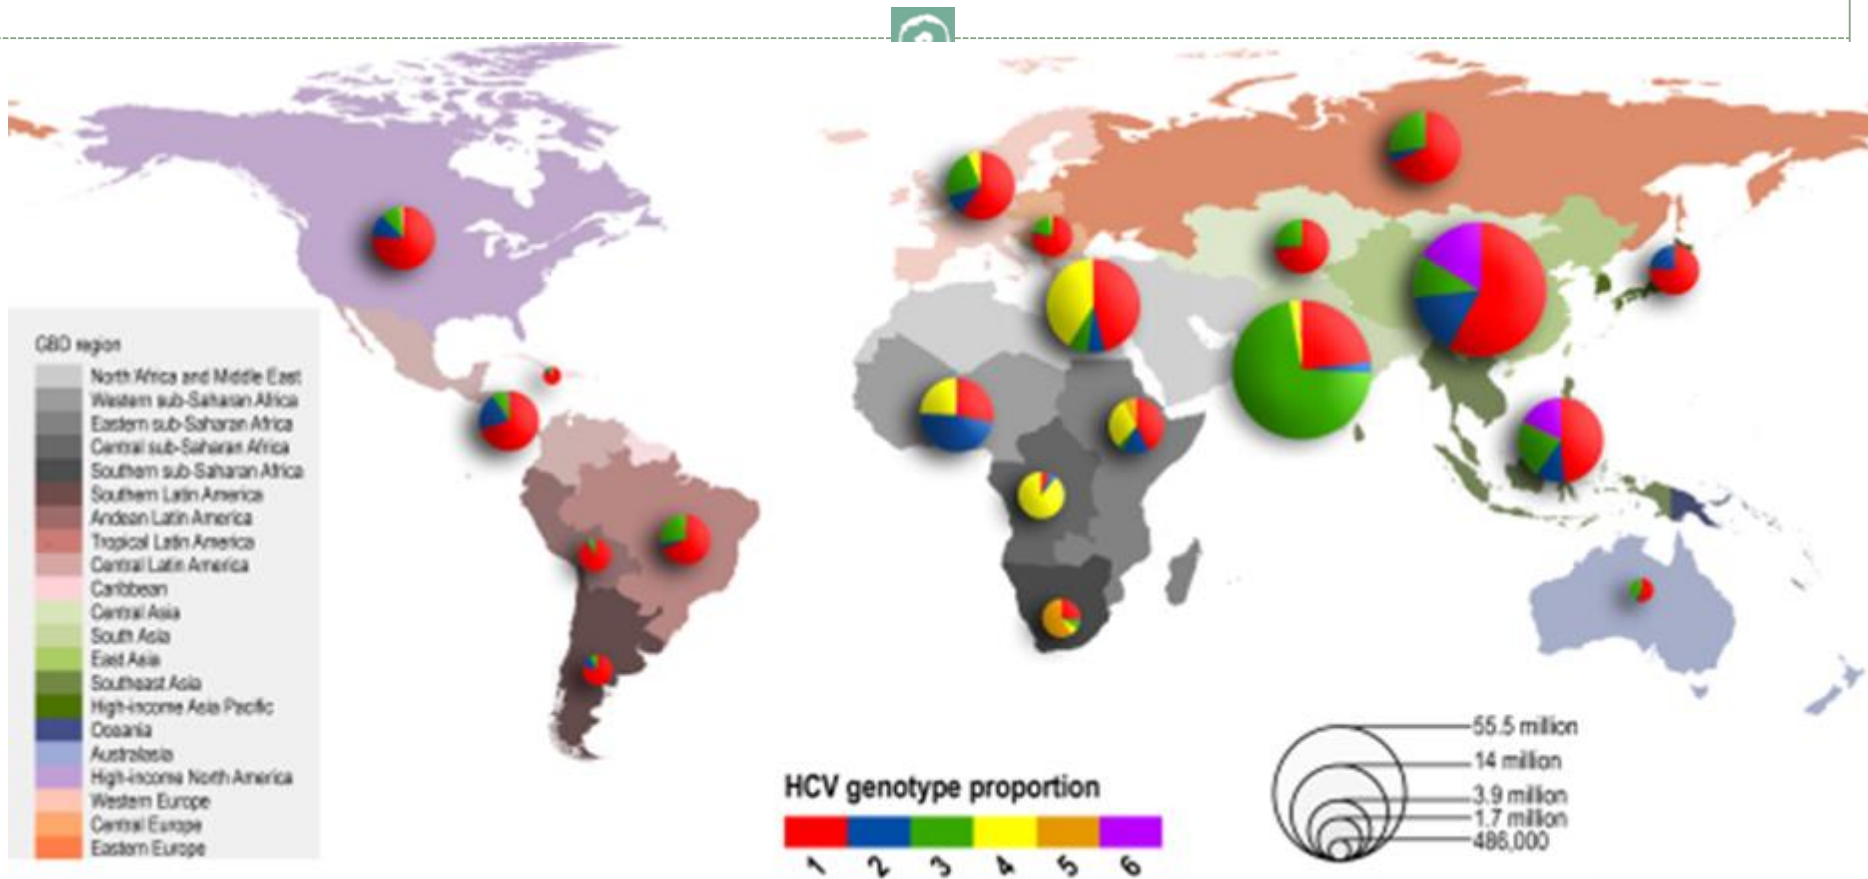 GBD region
North Africa and Middle East
Western sub-Saharan Africa
Eastern sub-Saharan Africa
Central sub-Saharan Africa
Southern sub-Saharan Africa
Southern Latin America
Andean Latin America
Tropical Latin America
Central Latin America
Caribbean
Central Asia
South Asia
East Asia
Southeast Asia
High-income Asia Pacific
Oceania
Australasia
High-income North America
Western Europe
Central Europe
Eastern Europe
HCV genotype proportion
1 2 3 4 5 6
55.5 million
14 million
3.9 million
1.7 million
486,000